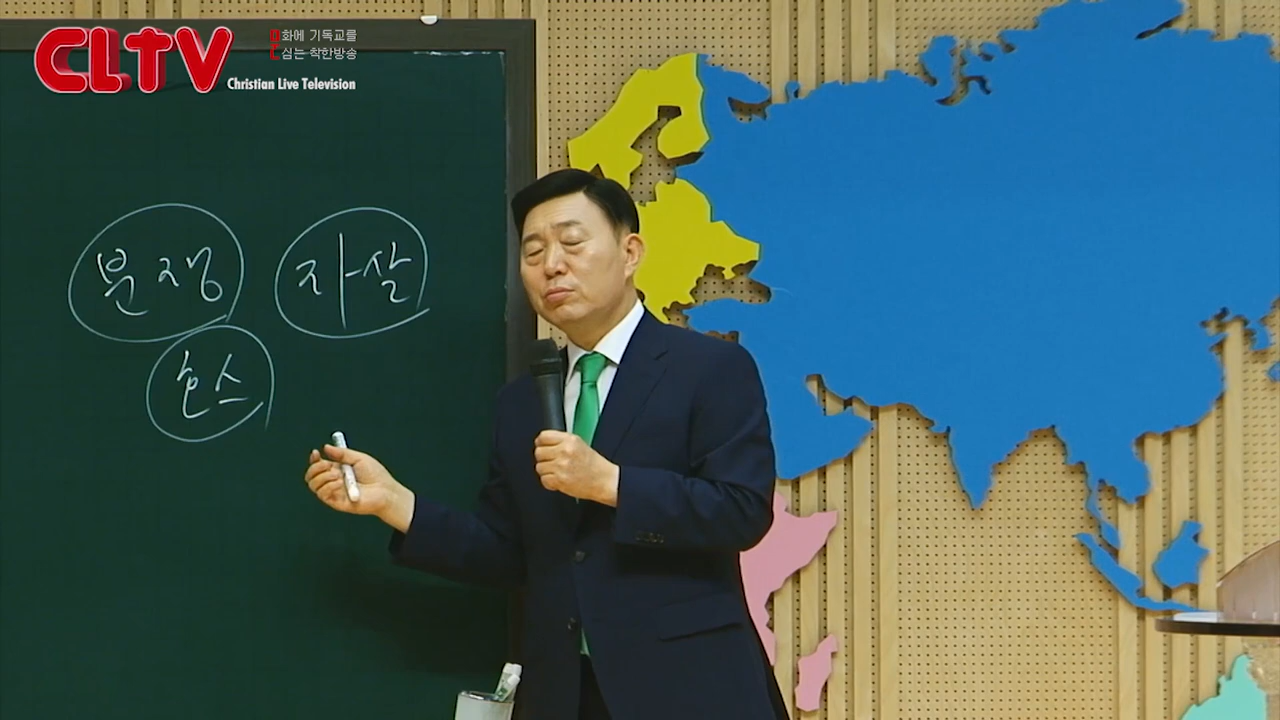 CLTV
화에 기독교를
심는 착한방송
Christian Live Television
분쟁
자살